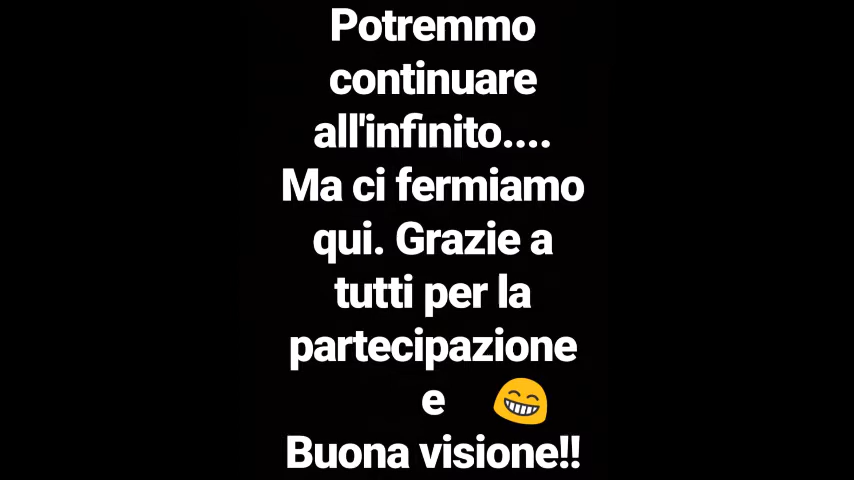 Potremmo
continuare
all'infinito....
Ma ci fermiamo
qui. Grazie a
tutti per la
partecipazione
e 😁
Buona visione!!